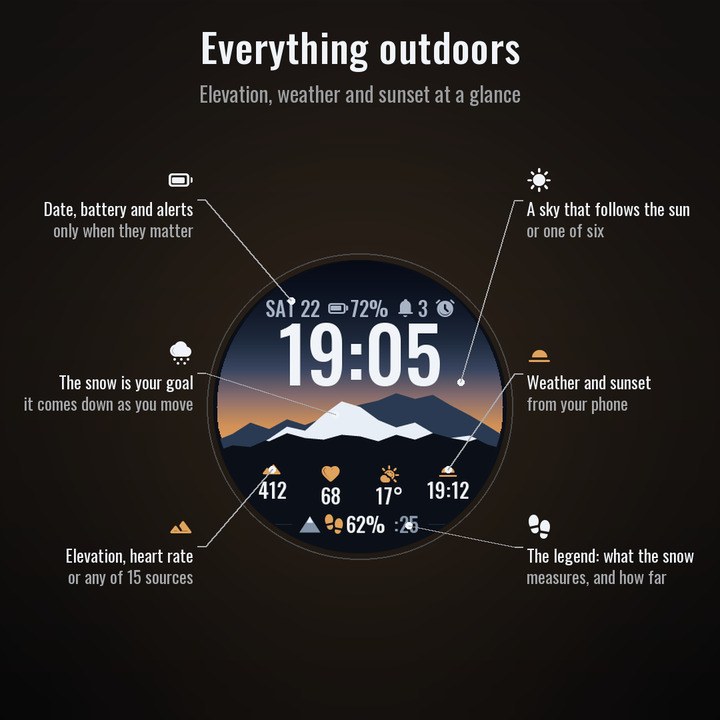 Everything outdoors
Elevation, weather and sunset at a glance
Date, battery and alerts
only when they matter
A sky that follows the sun
or one of six
SAT 22 72% 3
19:05
The snow is your goal
it comes down as you move
Weather and sunset
from your phone
412 68 17° 19:12
62% :25
Elevation, heart rate
or any of 15 sources
The legend: what the snow
measures, and how far